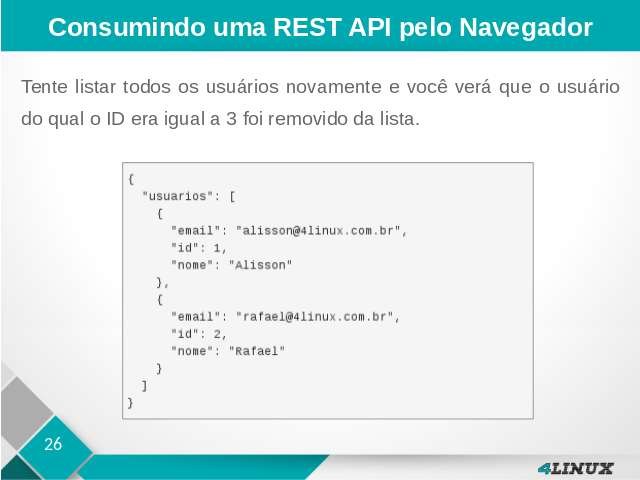 Consumindo uma REST API pelo Navegador
Tente listar todos os usuários novamente e você verá que o usuário
do qual o ID era igual a 3 foi removido da lista.
{
"usuarios": [
{
"email": "alisson@4linux.com.br",
"id": 1,
"nome": "Alisson"
},
{
"email": "rafael@4linux.com.br",
"id": 2,
"nome": "Rafael"
}
]
}
26
4LINUX